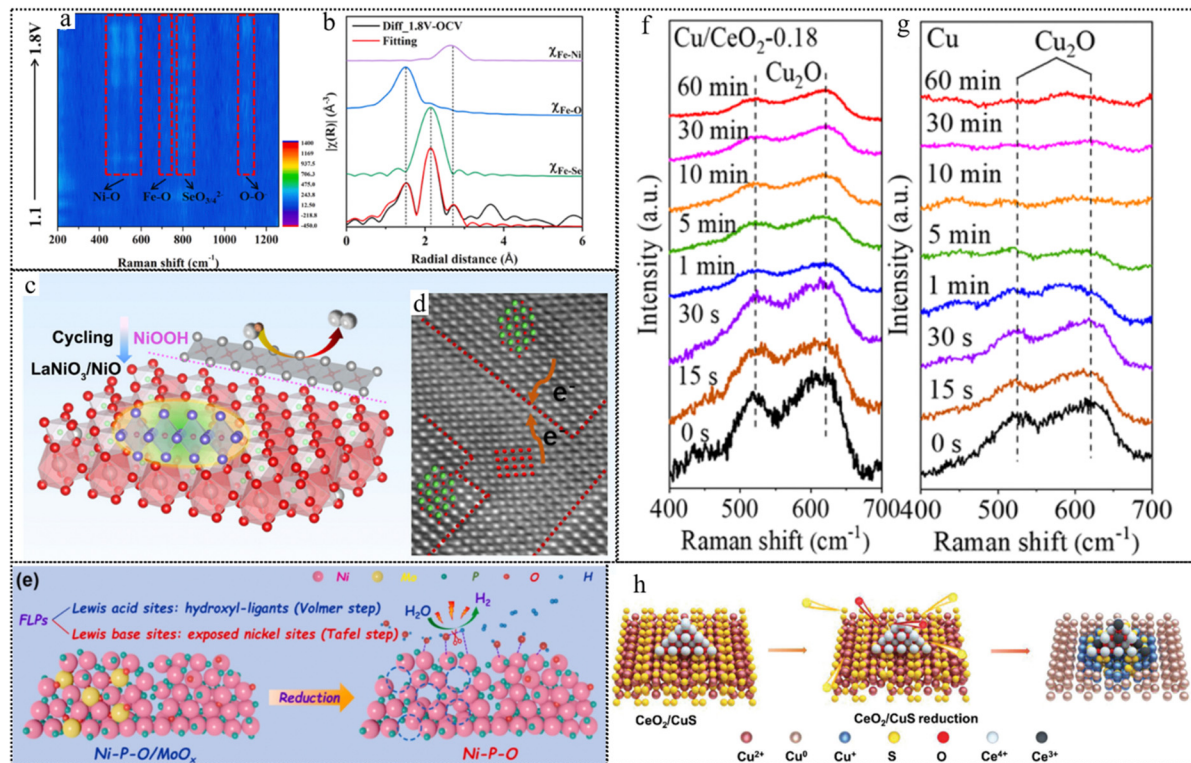 a
1.8V
1.1
Ni-O
Fe-O
SeO3/4 2
O-O
1400
1169
937.5
706.3
475.0
243.8
12.50
-218.8
-450.0
200
400
600
800
1000
1200
Raman shift (cm-1)
b
Diff_1.8V-OCV
Fitting
χFe-Ni
χFe-O
χFe-Se
|χ(R)| (Å-3)
0
2
4
6
Radial distance (Å)
c
Cycling
NiOOH
LaNiO3/NiO
d
e-
e-
(e)
Ni
Mo
P
O
H
FLPs
Lewis acid sites: hydroxyl-ligants (Volmer step)
Lewis base sites: exposed nickel sites (Tafel step)
H2O
H2
Reduction
Ni-P-O/MoOx
Ni-P-O
f
Cu/CeO2-0.18
Cu2O
60 min
30 min
10 min
5 min
1 min
30 s
15 s
0 s
Intensity (a.u.)
400
500
600
700
Raman shift (cm-1)
g
Cu
Cu2O
60 min
30 min
10 min
5 min
1 min
30 s
15 s
0 s
Intensity (a.u.)
400
500
600
700
Raman shift (cm-1)
h
CeO2/CuS
CeO2/CuS reduction
Cu2+
Cu0
Cu+
S
O
Ce4+
Ce3+